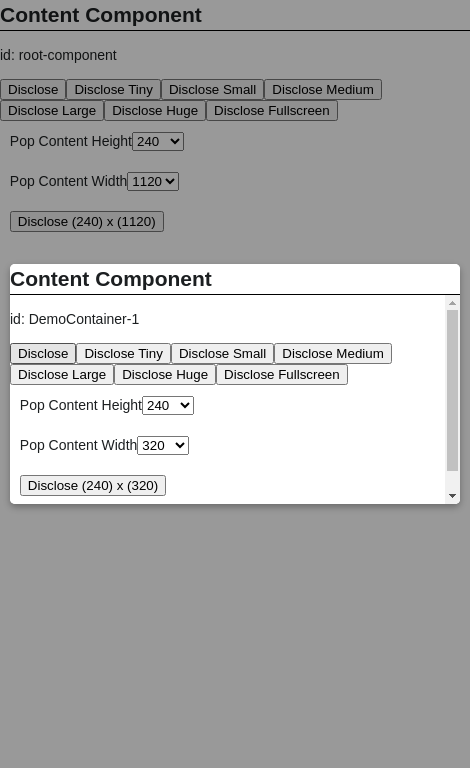 Content Component
id: root-component
Disclose Disclose Tiny Disclose Small Disclose Medium
Disclose Large Disclose Huge Disclose Fullscreen
Pop Content Height 240
Pop Content Width 1120
Disclose (240) x (1120)
Content Component
id: DemoContainer-1
Disclose Disclose Tiny Disclose Small Disclose Medium
Disclose Large Disclose Huge Disclose Fullscreen
Pop Content Height 240
Pop Content Width 320
Disclose (240) x (320)